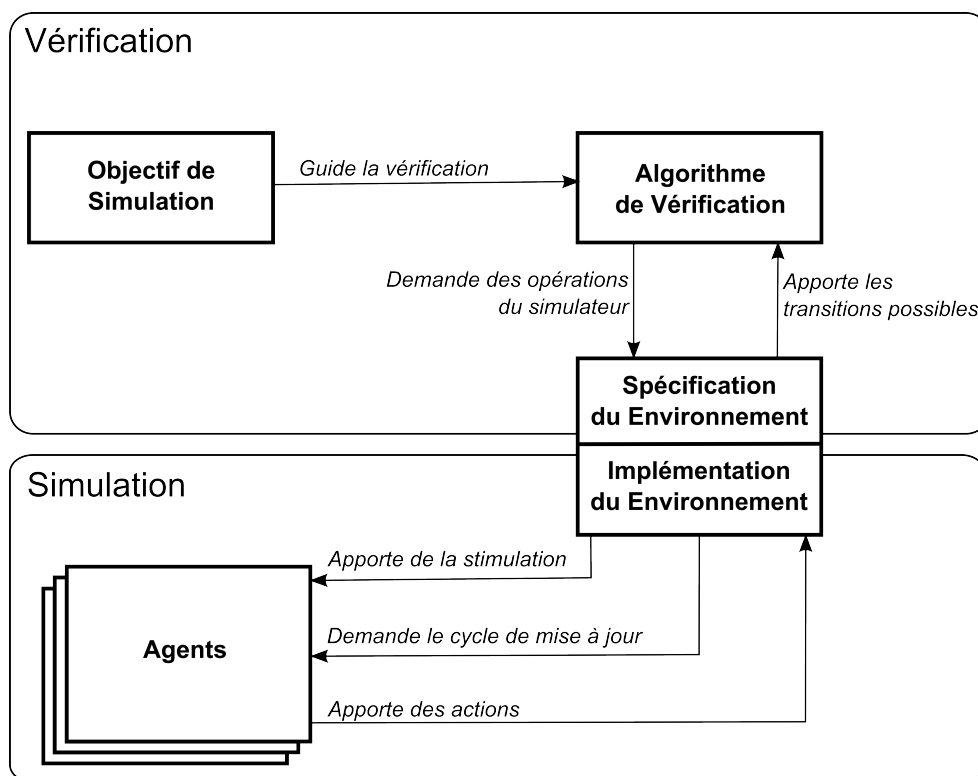 Vérification
Objectif de
Simulation
Guide la vérification
Algorithme
de Vérification
Demande des opérations
du simulateur
Apporte les
transitions possibles
Spécification
du Environnement
Implémentation
du Environnement
Simulation
Apporte de la stimulation
Demande le cycle de mise à jour
Agents
Apporte des actions